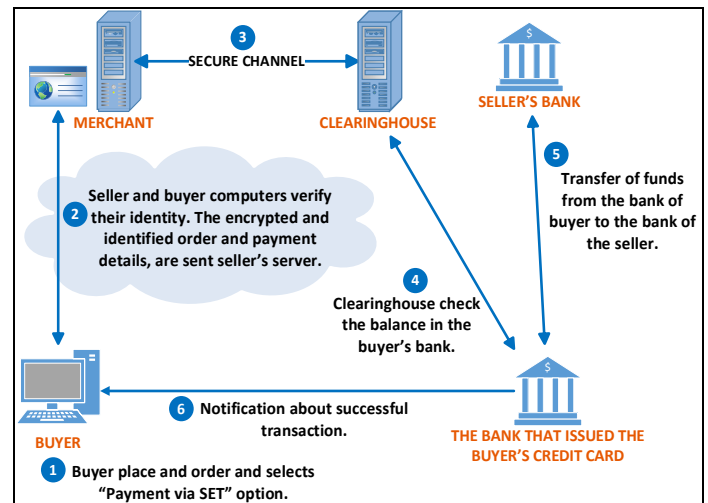 3
SECURE CHANNEL
MERCHANT
CLEARINGHOUSE
$
SELLER'S BANK
2
Seller and buyer computers verify
their identity. The encrypted and
identified order and payment
details, are sent seller's server.
5
Transfer of funds
from the bank of
buyer to the bank of
the seller.
4
Clearinghouse check
the balance in the
buyer's bank.
$
6 Notification about successful
transaction.
BUYER
THE BANK THAT ISSUED THE
BUYER'S CREDIT CARD
1 Buyer place and order and selects
"Payment via SET" option.